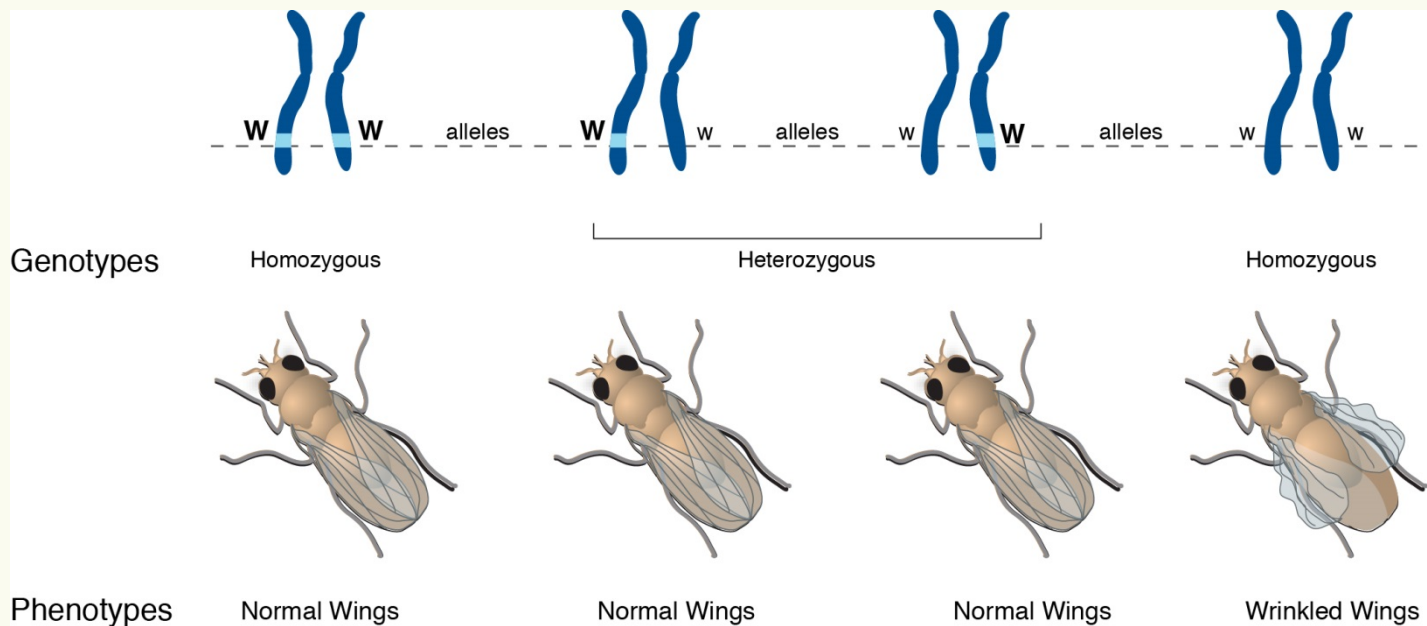 W W alleles W w alleles w W alleles w w
Genotypes Homozygous Heterozygous Homozygous
Phenotypes Normal Wings Normal Wings Normal Wings Wrinkled Wings